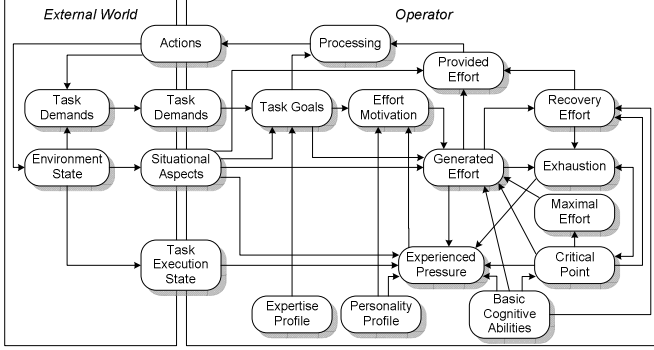 External World
Operator
Actions
Processing
Provided
Effort
Task
Demands
Task
Demands
Task Goals
Effort
Motivation
Recovery
Effort
Environment
State
Situational
Aspects
Generated
Effort
Exhaustion
Maximal
Effort
Task
Execution
State
Experienced
Pressure
Critical
Point
Expertise
Profile
Personality
Profile
Basic
Cognitive
Abilities